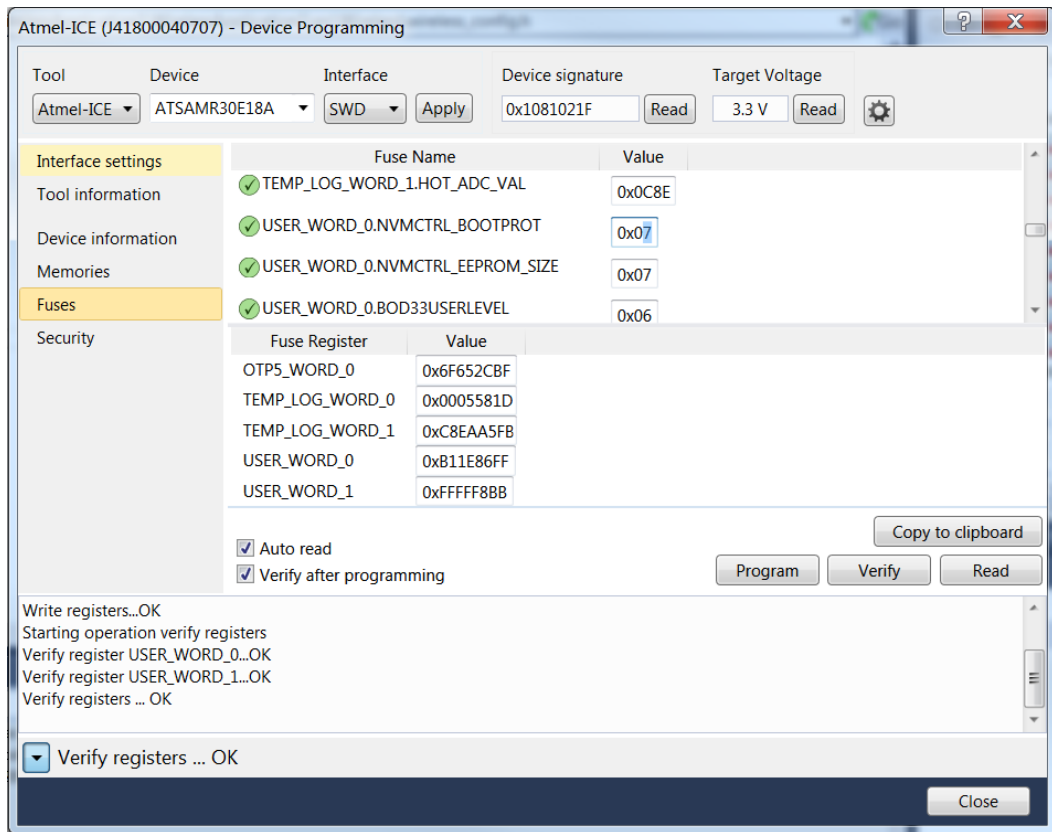 Atmel-ICE (J41800040707) - Device Programming
Tool Device Interface Device signature Target Voltage
Atmel-ICE ATSAMR30E18A SWD Apply 0x1081021F Read 3.3 V Read
Interface settings
Tool information
Device information
Memories
Fuses
Security
Fuse Name Value
TEMP_LOG_WORD_1.HOT_ADC_VAL 0x0C8E
USER_WORD_0.NVMCTRL_BOOTPROT 0x07
USER_WORD_0.NVMCTRL_EEPROM_SIZE 0x07
USER_WORD_0.BOD33USERLEVEL 0x06
Fuse Register Value
OTP5_WORD_0 0x6F652CBF
TEMP_LOG_WORD_0 0x0005581D
TEMP_LOG_WORD_1 0xC8EAA5FB
USER_WORD_0 0xB11E86FF
USER_WORD_1 0xFFFFF8BB
Copy to clipboard
Auto read
Verify after programming
Program Verify Read
Write registers...OK
Starting operation verify registers
Verify register USER_WORD_0...OK
Verify register USER_WORD_1...OK
Verify registers ... OK
Verify registers ... OK
Close